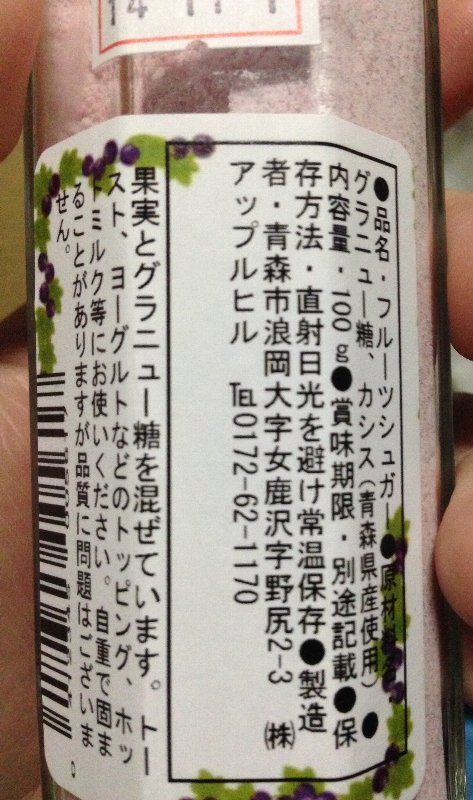 14 11 1
●品名・フルーツシュガー●原材料名
グラニュー糖、カシス(青森県産使用)●
内容量・100g●賞味期限・別途記載●保
存方法・直射日光を避け常温保存●製造
者・青森市浪岡大字女鹿沢字野尻2-3 ㈱
アップルヒル ℡0172-62-1170
果実とグラニュー糖を混ぜています。トー
スト、ヨーグルトなどのトッピング、ホッ
トミルク等にお使いください。自重で固ま
ることがありますが品質に問題はございま
せん。